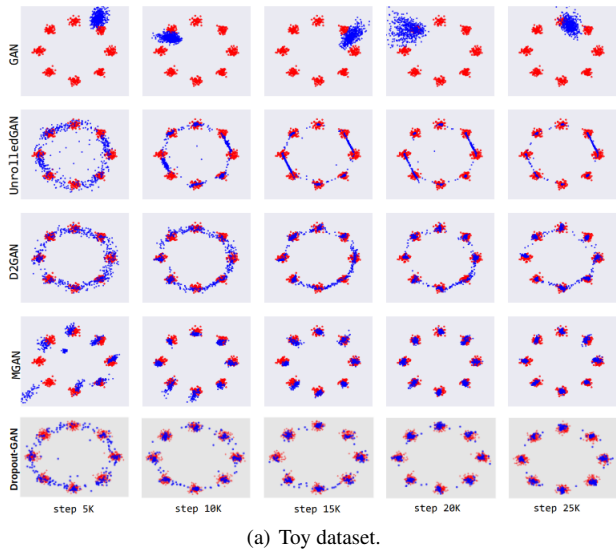 GAN
UnrolledGAN
D2GAN
MGAN
Dropout-GAN
step 5K step 10K step 15K step 20K step 25K
(a) Toy dataset.